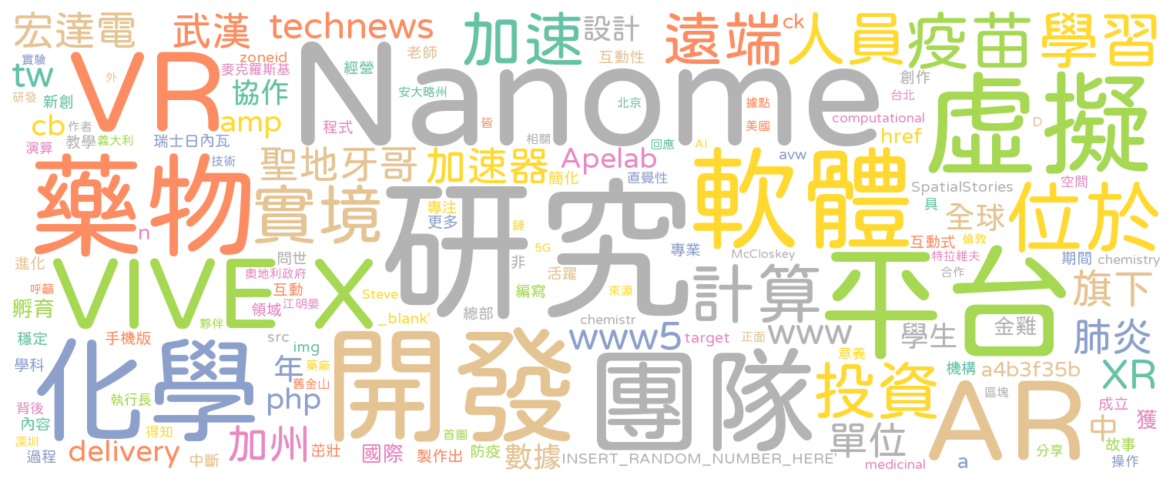 宏達電
武漢
technews
加速
設計
遠端
ck
人員
疫苗
學習
實驗
外
zoneid
老師
互動性
創作
tw
VR
麥克羅斯基
經營
Nanome
台北
虛擬
研發
新創
協作
安大略州
北京
據點
computational
cb
作者
amp
程式
皆
美國
href
D
演算
教學
義大利
瑞士日內瓦
相關
回應
AI
avw
技術
聖地牙哥
加速器
簡化
Apelab
直覺性
軟體
SpatialStories
空間
藥物
實境
研究
專注
更多
鏈
具
全球
位於
n
5G
專業
McCloskey
互動式
倫敦
特拉維夫
期間
chemistry
進化
問世
奧地利政府
非
活躍
合作
呼籲
VIVEX
互動
領域
江明晏
Steve
編寫
來源
計算
平台
旗下
孵育
夥伴
_blank'
總部
chemistr
www5
www
學生
金雞
肺炎
穩定
手機版
src
img
target
正面
學科
化學
年
藥廠
開發
團隊
意義
機構
a4b3f35b
XR
舊金山
投資
AR
區塊
背後
執行長
php
成立
獲
內容
得知
加州
首圖
單位
中
故事
深圳
茁壯
防疫
分享
過程
delivery
中斷
國際
製作出
數據
INSERT_RANDOM_NUMBER_HERE'
medicinal
a
操作